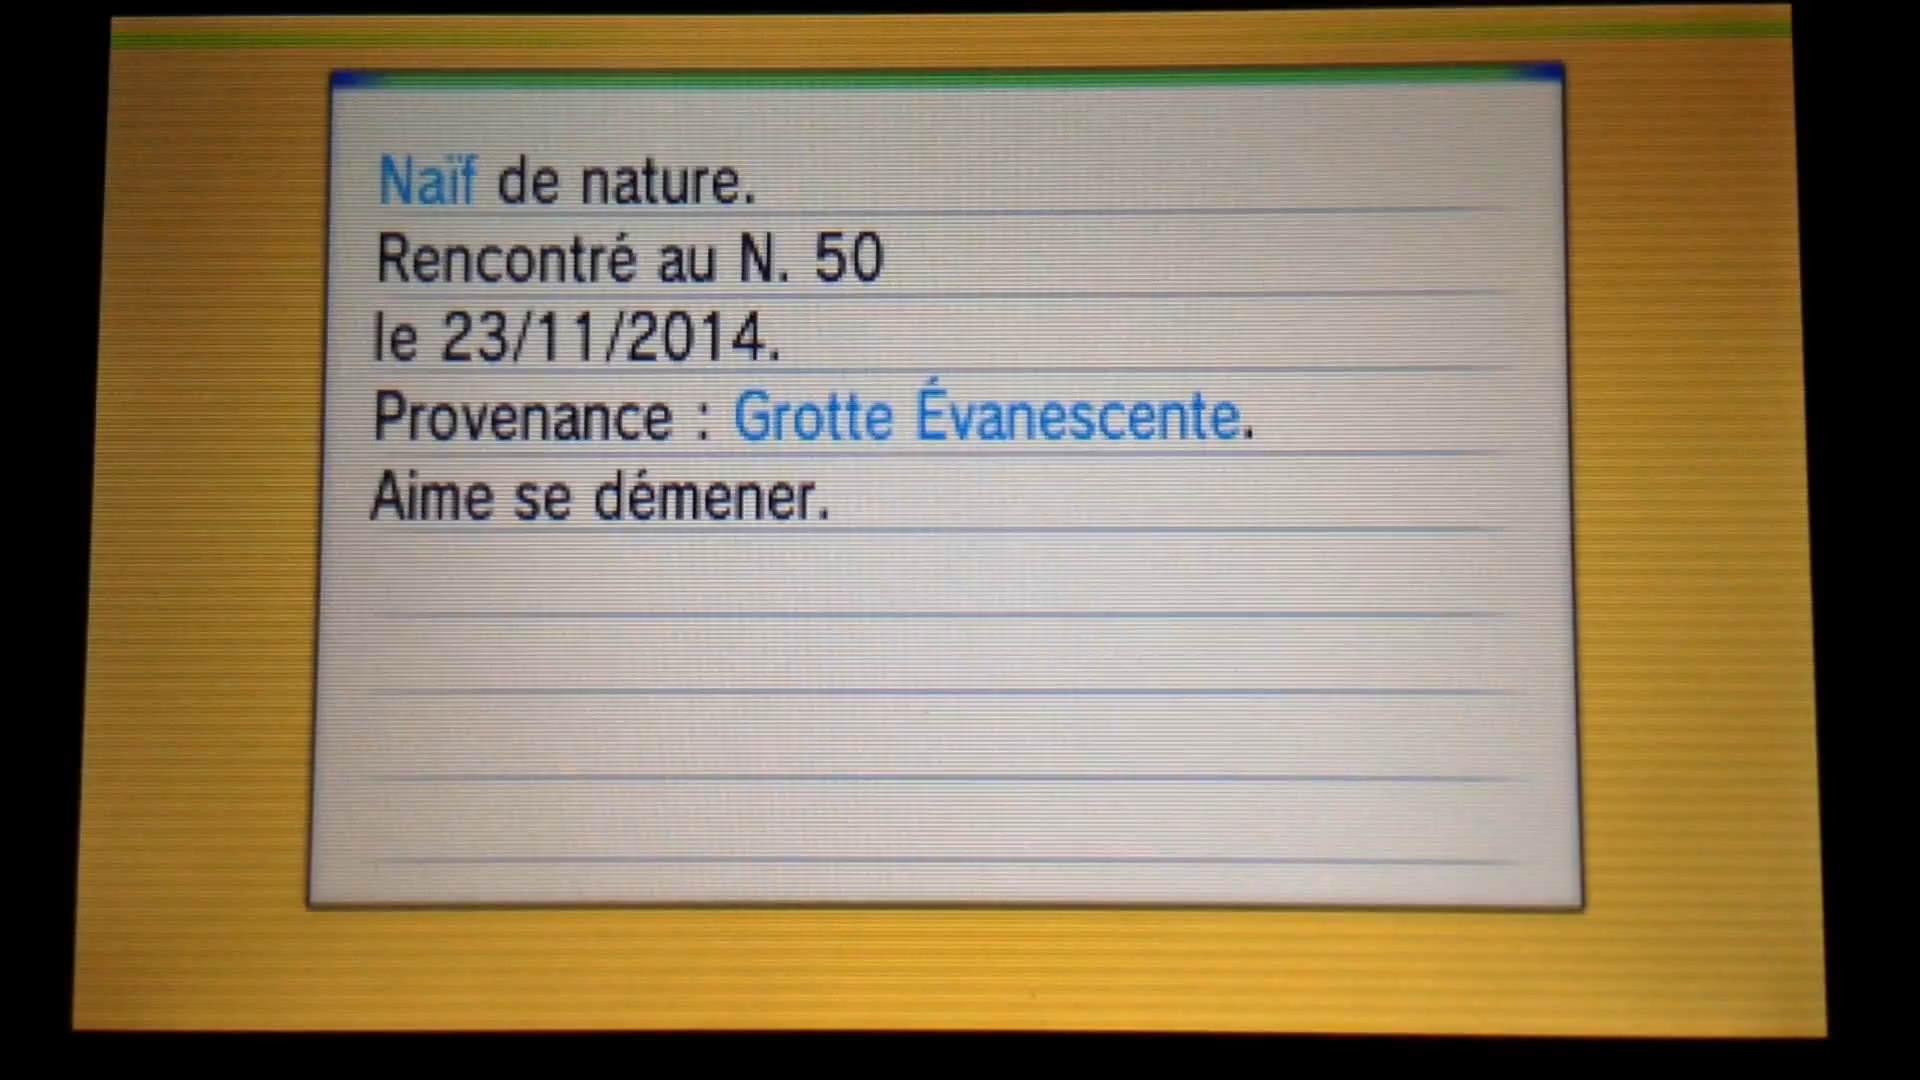 Naïf de nature.
Rencontré au N. 50
le 23/11/2014.
Provenance : Grotte Évanescente.
Aime se démener.